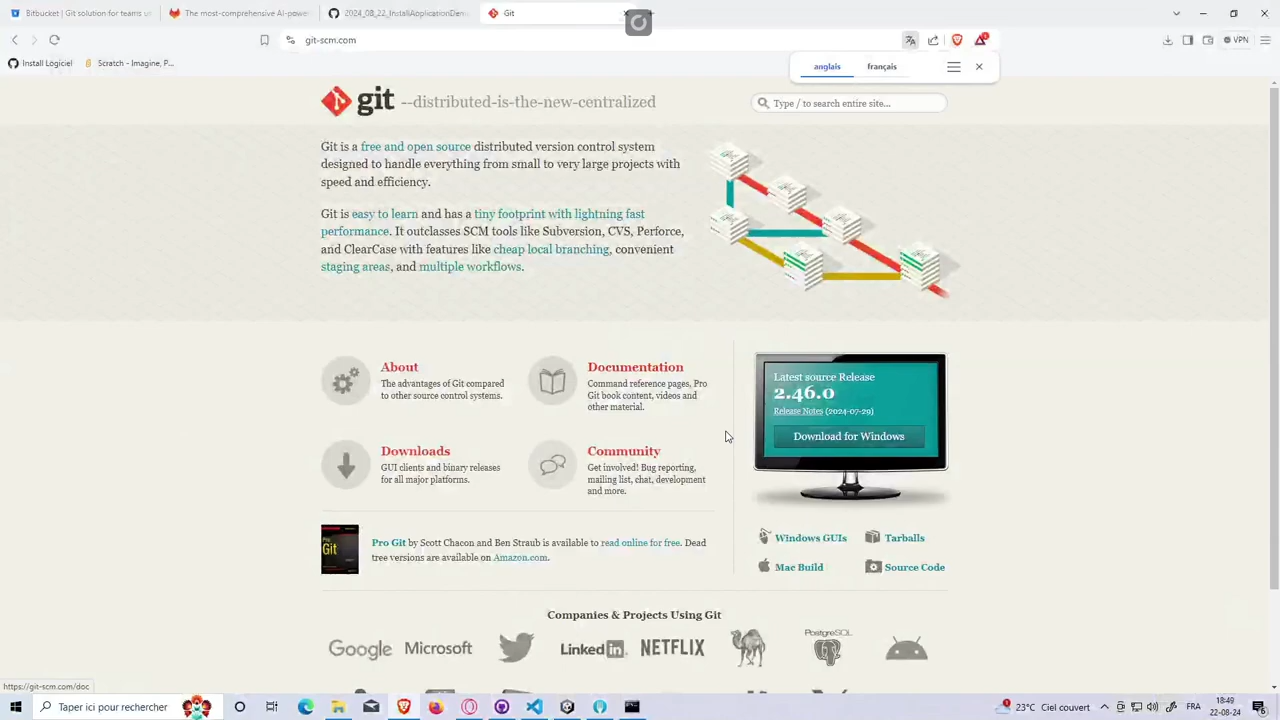 Bitbucket | Git solution for teams u
The most-comprehensive AI-pow
2024_08_22_InstallApplicationDen
Git
git-scm.com
VPN
Install Lógiciel
Scratch - Imagine, P...
anglais
français
git --distributed-is-the-new-centralized
Type / to search entire site...
Git is a free and open source distributed version control system
designed to handle everything from small to very large projects with
speed and efficiency.
Git is easy to learn and has a tiny footprint with lightning fast
performance. It outclasses SCM tools like Subversion, CVS, Perforce,
and ClearCase with features like cheap local branching, convenient
staging areas, and multiple workflows.
About
The advantages of Git compared
to other source control systems.
Documentation
Command reference pages, Pro
Git book content, videos and
other material.
Downloads
GUI clients and binary releases
for all major platforms.
Community
Get involved! Bug reporting,
mailing list, chat, development
and more.
Latest source Release
2.46.0
Release Notes (2024-07-29)
Download for Windows
Windows GUIs
Tarballs
Mac Build
Source Code
Pro Git
Pro Git by Scott Chacon and Ben Straub is available to read online for free. Dead
tree versions are available on Amazon.com.
Companies & Projects Using Git
Google
Microsoft
LinkedIn
NETFLIX
PostgreSQL
https://git-scm.com/doc
Taper ici pour rechercher
23°C Ciel couvert
FRA
18:49
22-08-24
6